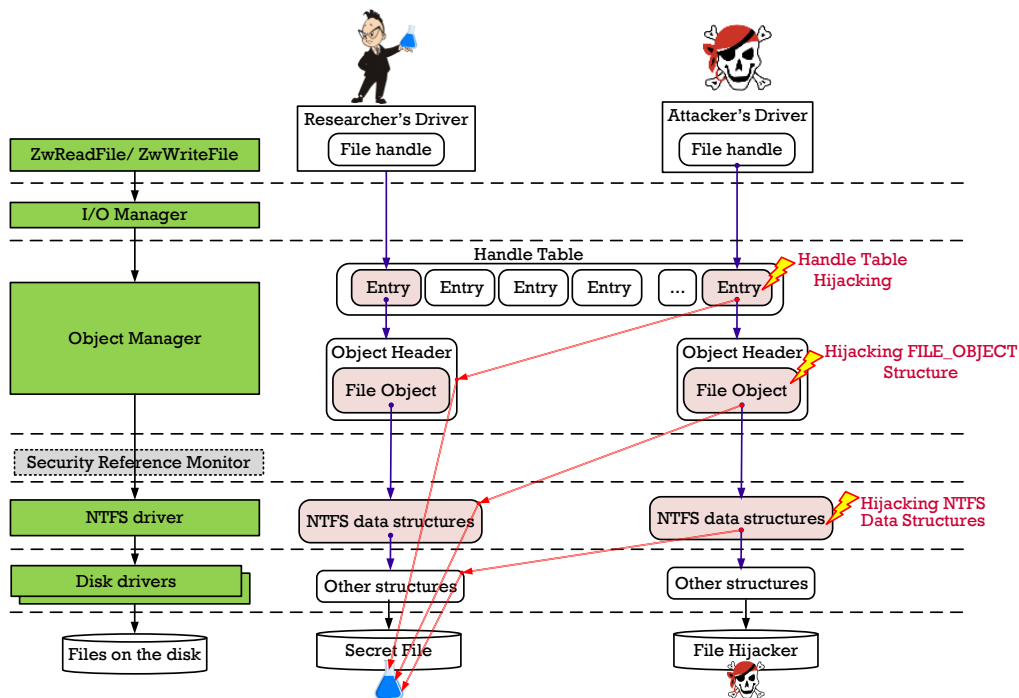 Researcher's Driver
File handle
Attacker's Driver
File handle
ZwReadFile/ ZwWriteFile
I/O Manager
Handle Table
Entry
Entry
Entry
Entry
...
Entry
Handle Table
Hijacking
Object Manager
Object Header
File Object
Object Header
File Object
Hijacking FILE_OBJECT
Structure
Security Reference Monitor
NTFS driver
NTFS data structures
NTFS data structures
Hijacking NTFS
Data Structures
Disk drivers
Other structures
Other structures
Files on the disk
Secret File
File Hijacker